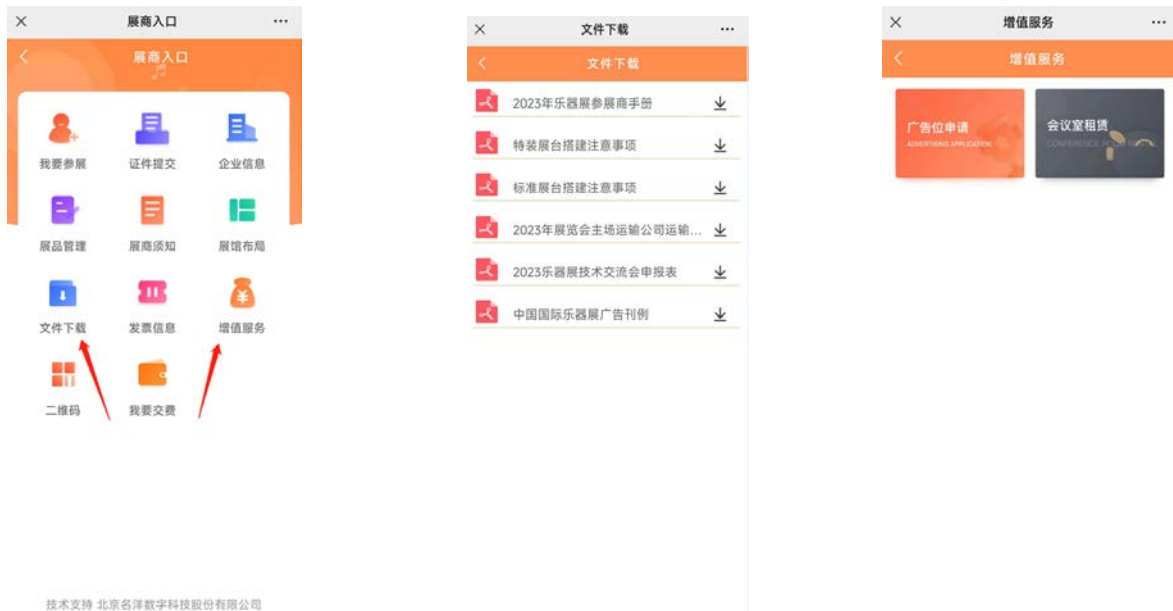 展商入口
展商入口
我要参展
证件提交
企业信息
展品管理
展商须知
展馆布局
文件下载
发票信息
增值服务
二维码
我要交费
技术支持 北京名洋数字科技股份有限公司
文件下载
文件下载
2023年乐器展参展商手册
特装展台搭建注意事项
标准展台搭建注意事项
2023年展览会主场运输公司运输...
2023乐器展技术交流会申报表
中国国际乐器展广告刊例
增值服务
增值服务
广告位申请
ADVERTISING APPLICATION
会议室租赁
CONFERENCE ROOM